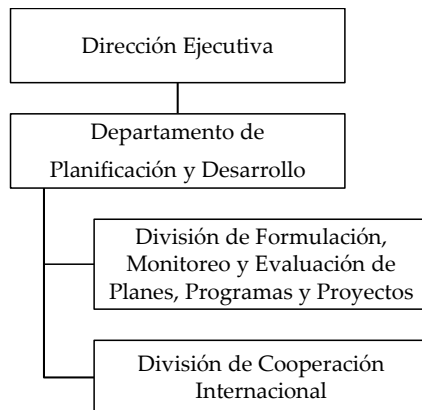 Dirección Ejecutiva
Departamento de
Planificación y Desarrollo
División de Formulación,
Monitoreo y Evaluación de
Planes, Programas y Proyectos
División de Cooperación
Internacional